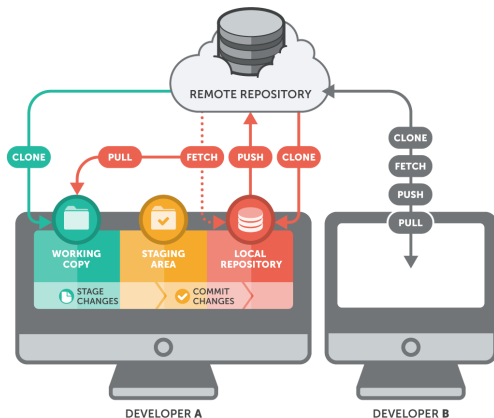 REMOTE REPOSITORY
CLONE
PULL
FETCH
PUSH
CLONE
CLONE
FETCH
PUSH
PULL
WORKING
COPY
STAGING
AREA
LOCAL
REPOSITORY
STAGE
CHANGES
COMMIT
CHANGES
DEVELOPER A
DEVELOPER B